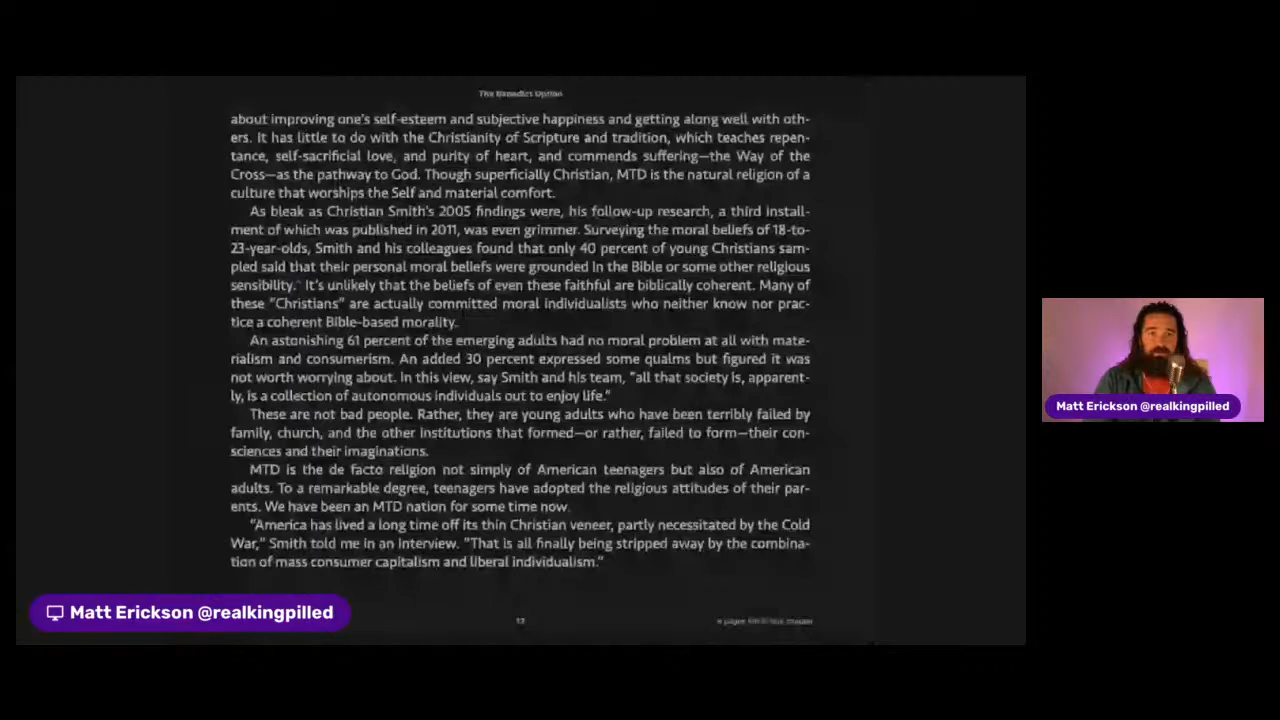 The Benedict Option
about improving one's self-esteem and subjective happiness and getting along well with oth-
ers. It has little to do with the Christianity of Scripture and tradition, which teaches repen-
tance, self-sacrificial love, and purity of heart, and commends suffering—the Way of the
Cross—as the pathway to God. Though superficially Christian, MTD is the natural religion of a
culture that worships the Self and material comfort.
As bleak as Christian Smith's 2005 findings were, his follow-up research, a third install-
ment of which was published in 2011, was even grimmer. Surveying the moral beliefs of 18-to-
23-year-olds, Smith and his colleagues found that only 40 percent of young Christians sam-
pled said that their personal moral beliefs were grounded in the Bible or some other religious
sensibility. It's unlikely that the beliefs of even these faithful are biblically coherent. Many of
these "Christians" are actually committed moral individualists who neither know nor prac-
tice a coherent Bible-based morality.
An astonishing 61 percent of the emerging adults had no moral problem at all with mate-
rialism and consumerism. An added 30 percent expressed some qualms but figured it was
not worth worrying about. In this view, say Smith and his team, "all that society is, apparent-
ly, is a collection of autonomous individuals out to enjoy life."
These are not bad people. Rather, they are young adults who have been terribly failed by
family, church, and the other institutions that formed—or rather, failed to form—their con-
sciences and their imaginations.
MTD is the de facto religion not simply of American teenagers but also of American
adults. To a remarkable degree, teenagers have adopted the religious attitudes of their par-
ents. We have been an MTD nation for some time now.
"America has lived a long time off its thin Christian veneer, partly necessitated by the Cold
War," Smith told me in an interview. "That is all finally being stripped away by the combina-
tion of mass consumer capitalism and liberal individualism."
Matt Erickson @realkingpilled
Matt Erickson @realkingpilled